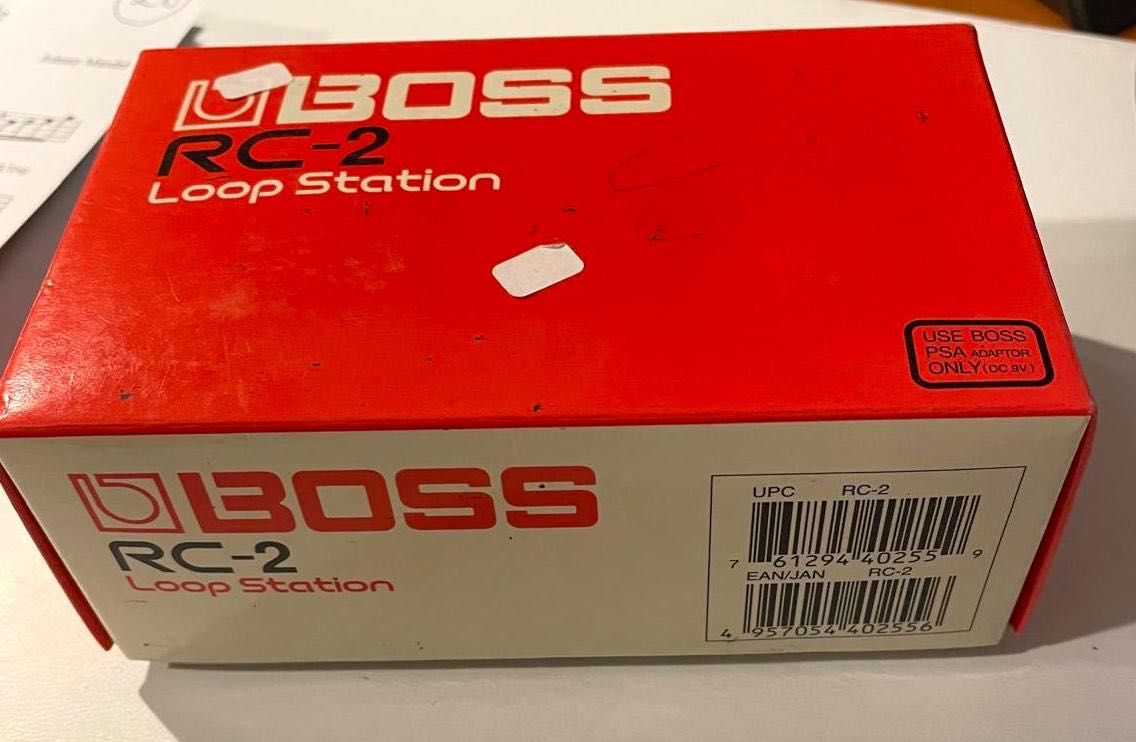 BOSS
RC-2
Loop Station
USE BOSS
PSA ADAPTOR
ONLY (DC 9V)
BOSS
RC-2
Loop Station
UPC RC-2
7 61294 40255 9
EAN/JAN RC-2
4 957054 402556